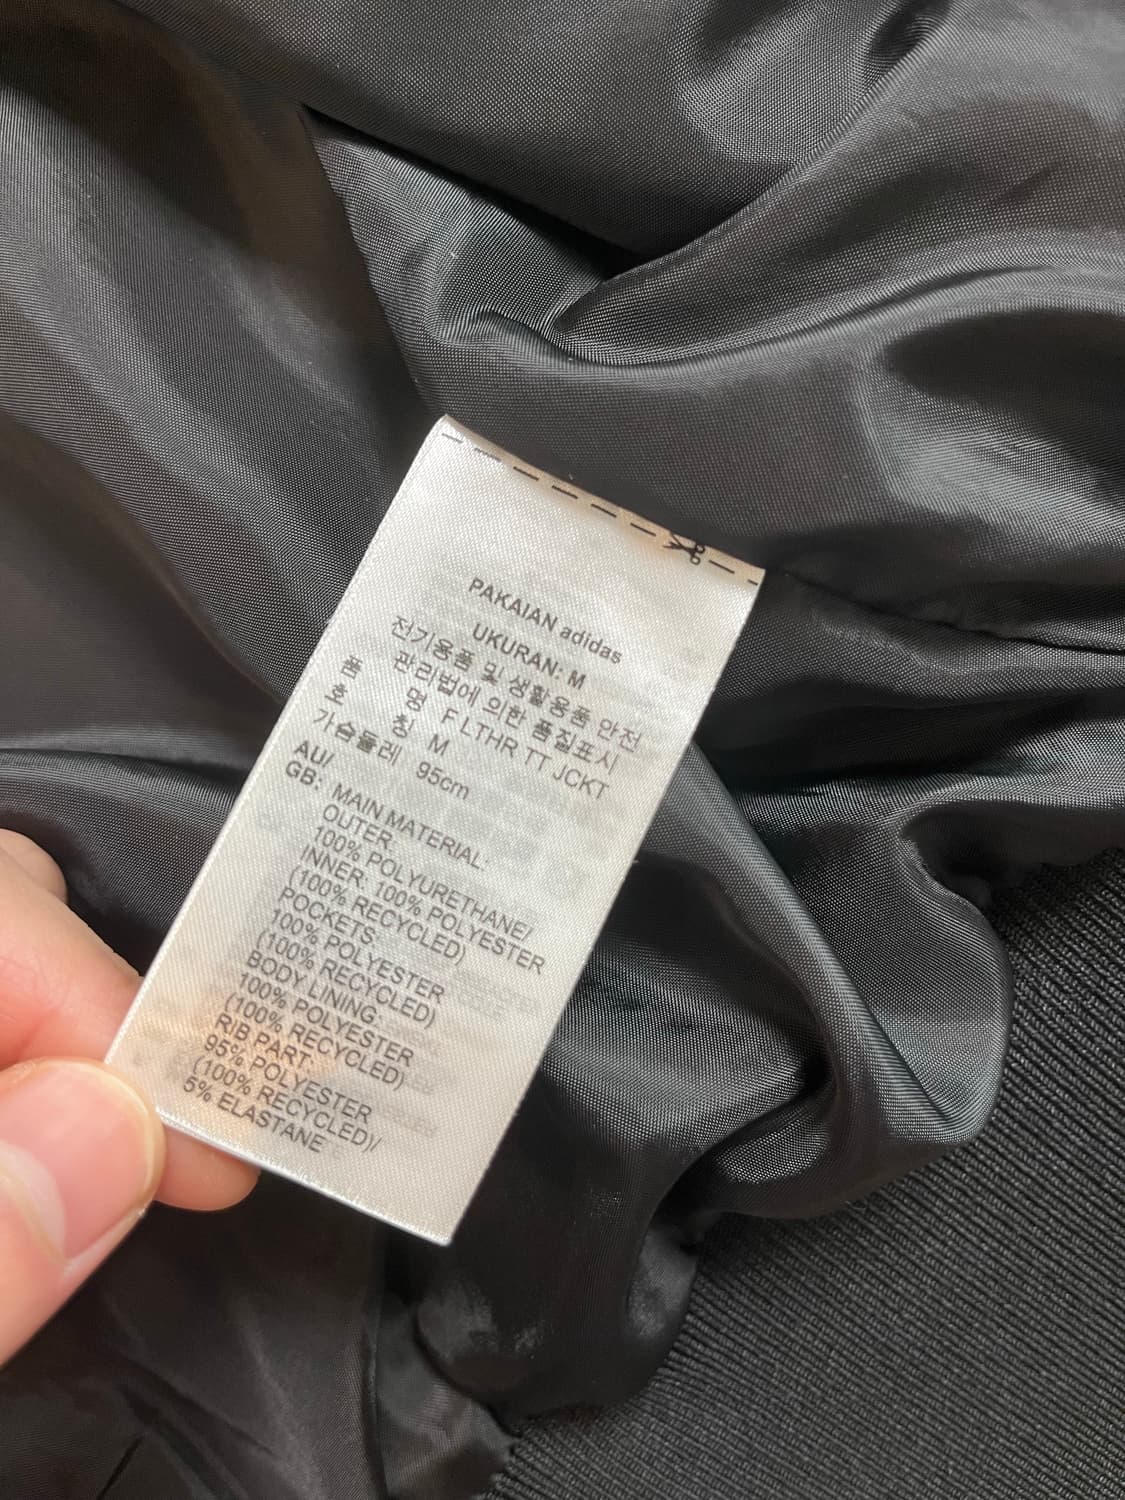 PAKAIAN adidas
UKURAN: M
전기용품 및 생활용품 안전
관리법에 의한 품질표시
품 명 F LTHR TT JCKT
호 칭 M
가슴둘레 95cm
AU/
GB: MAIN MATERIAL:
OUTER:
100% POLYURETHANE/
INNER: 100% POLYESTER
(100% RECYCLED)
POCKETS:
100% POLYESTER
(100% RECYCLED)
BODY LINING:
100% POLYESTER
(100% RECYCLED)
RIB PART:
95% POLYESTER
(100% RECYCLED)/
5% ELASTANE